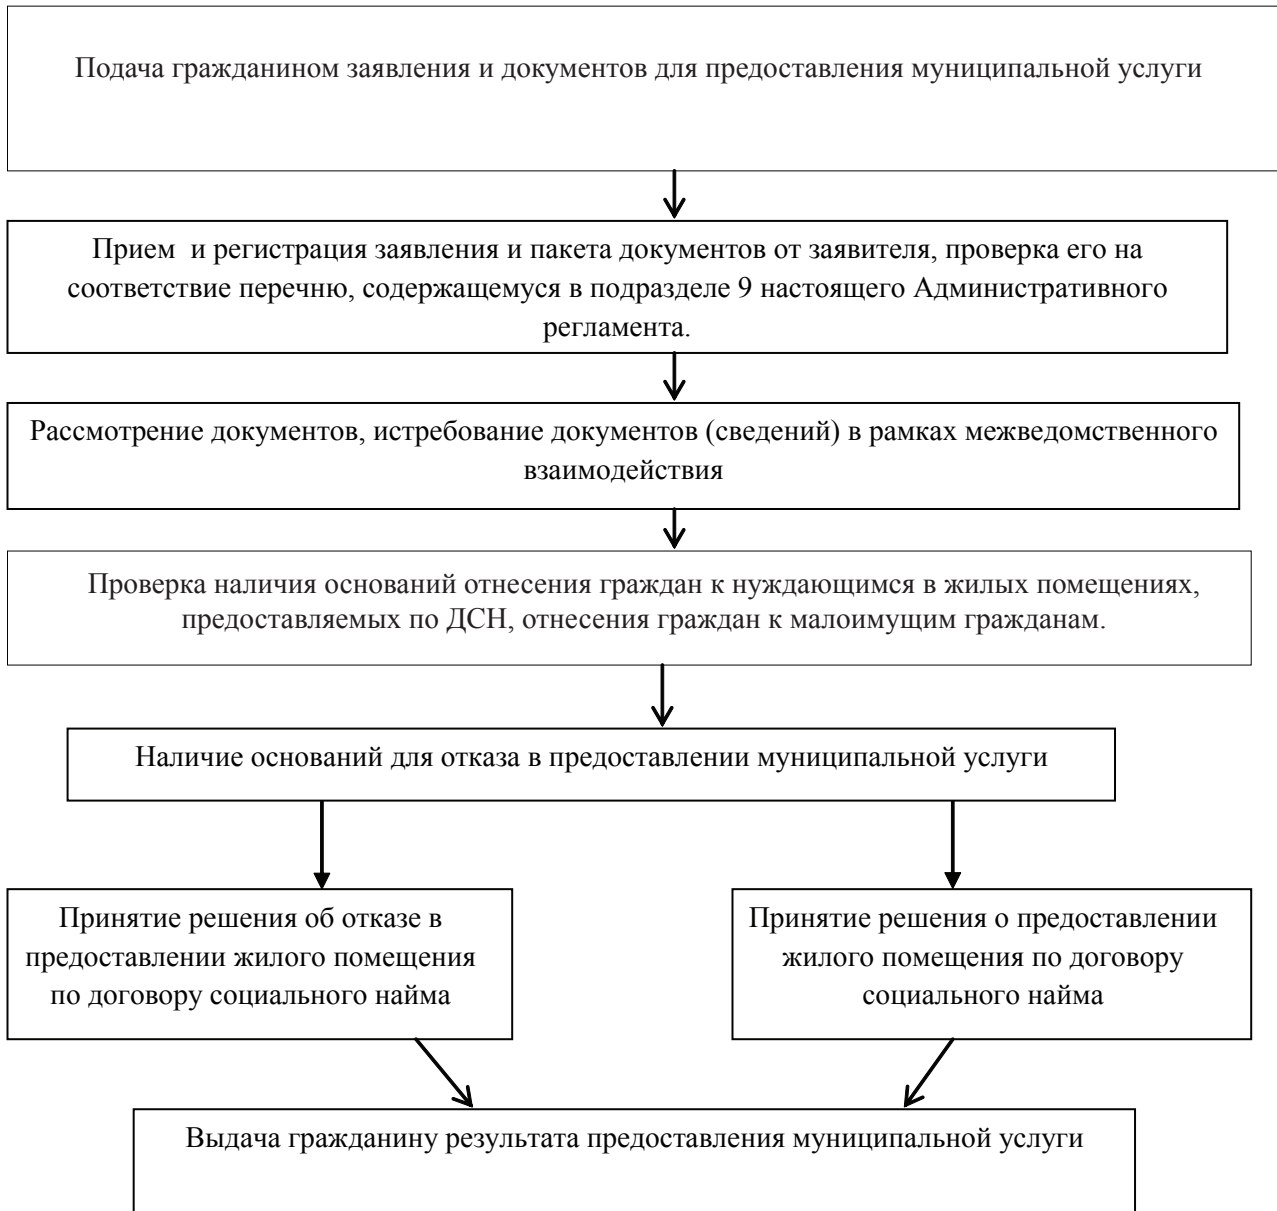 Подача гражданином заявления и документов для предоставления муниципальной услуги
Прием  и регистрация заявления и пакета документов от заявителя, проверка его на
соответствие перечню, содержащемуся в подразделе 9 настоящего Административного
регламента.
Рассмотрение документов, истребование документов (сведений) в рамках межведомственного
взаимодействия
Проверка наличия оснований отнесения граждан к нуждающимся в жилых помещениях,
предоставляемых по ДСН, отнесения граждан к малоимущим гражданам.
Наличие оснований для отказа в предоставлении муниципальной услуги
Принятие решения об отказе в
предоставлении жилого помещения
по договору социального найма
Принятие решения о предоставлении
жилого помещения по договору
социального найма
Выдача гражданину результата предоставления муниципальной услуги